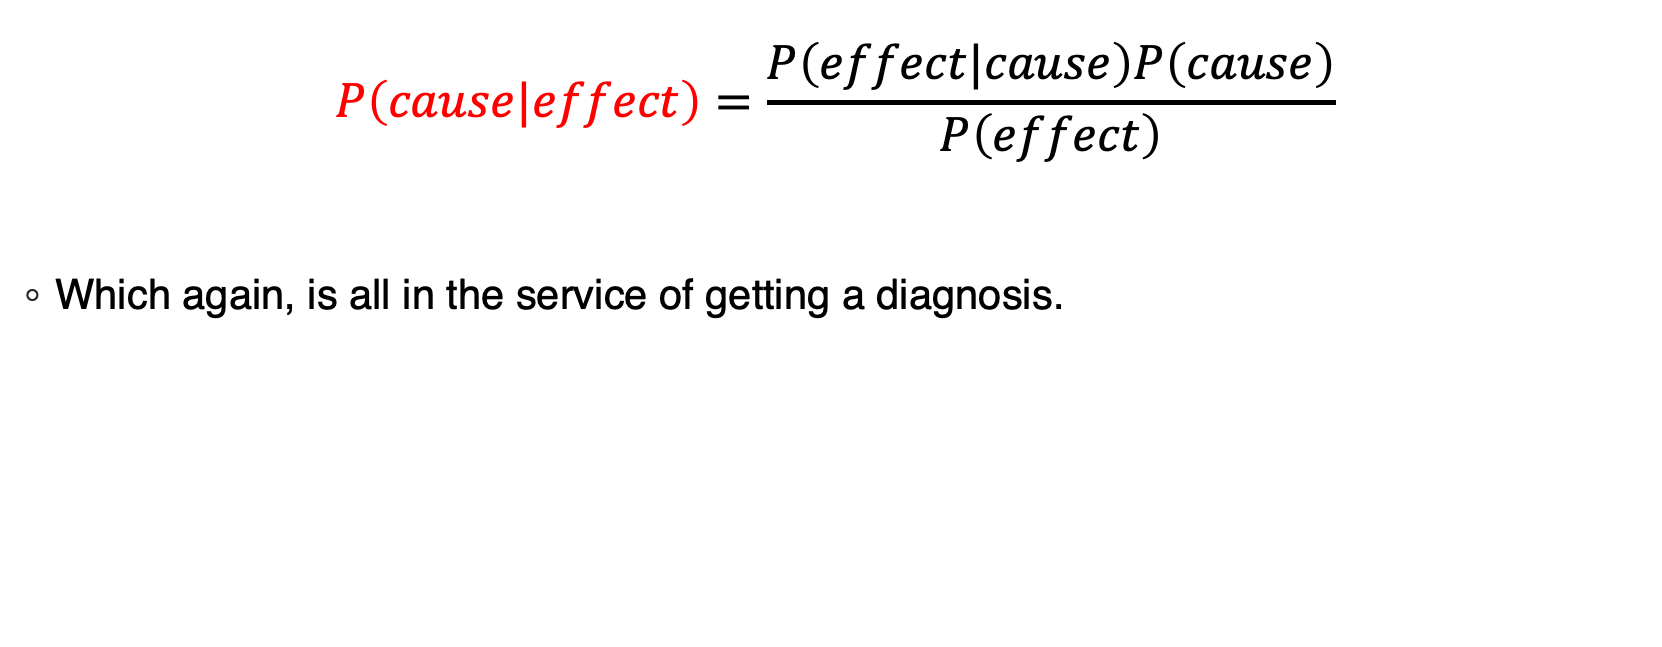 P(cause|effect) = P(effect|cause)P(cause) / P(effect)
◦ Which again, is all in the service of getting a diagnosis.